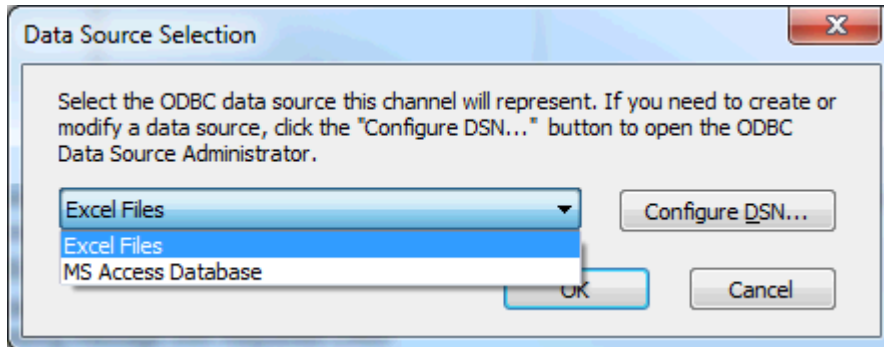 Data Source Selection
Select the ODBC data source this channel will represent. If you need to create or
modify a data source, click the "Configure DSN..." button to open the ODBC
Data Source Administrator.
Excel Files
Configure DSN...
Excel Files
MS Access Database
OK
Cancel